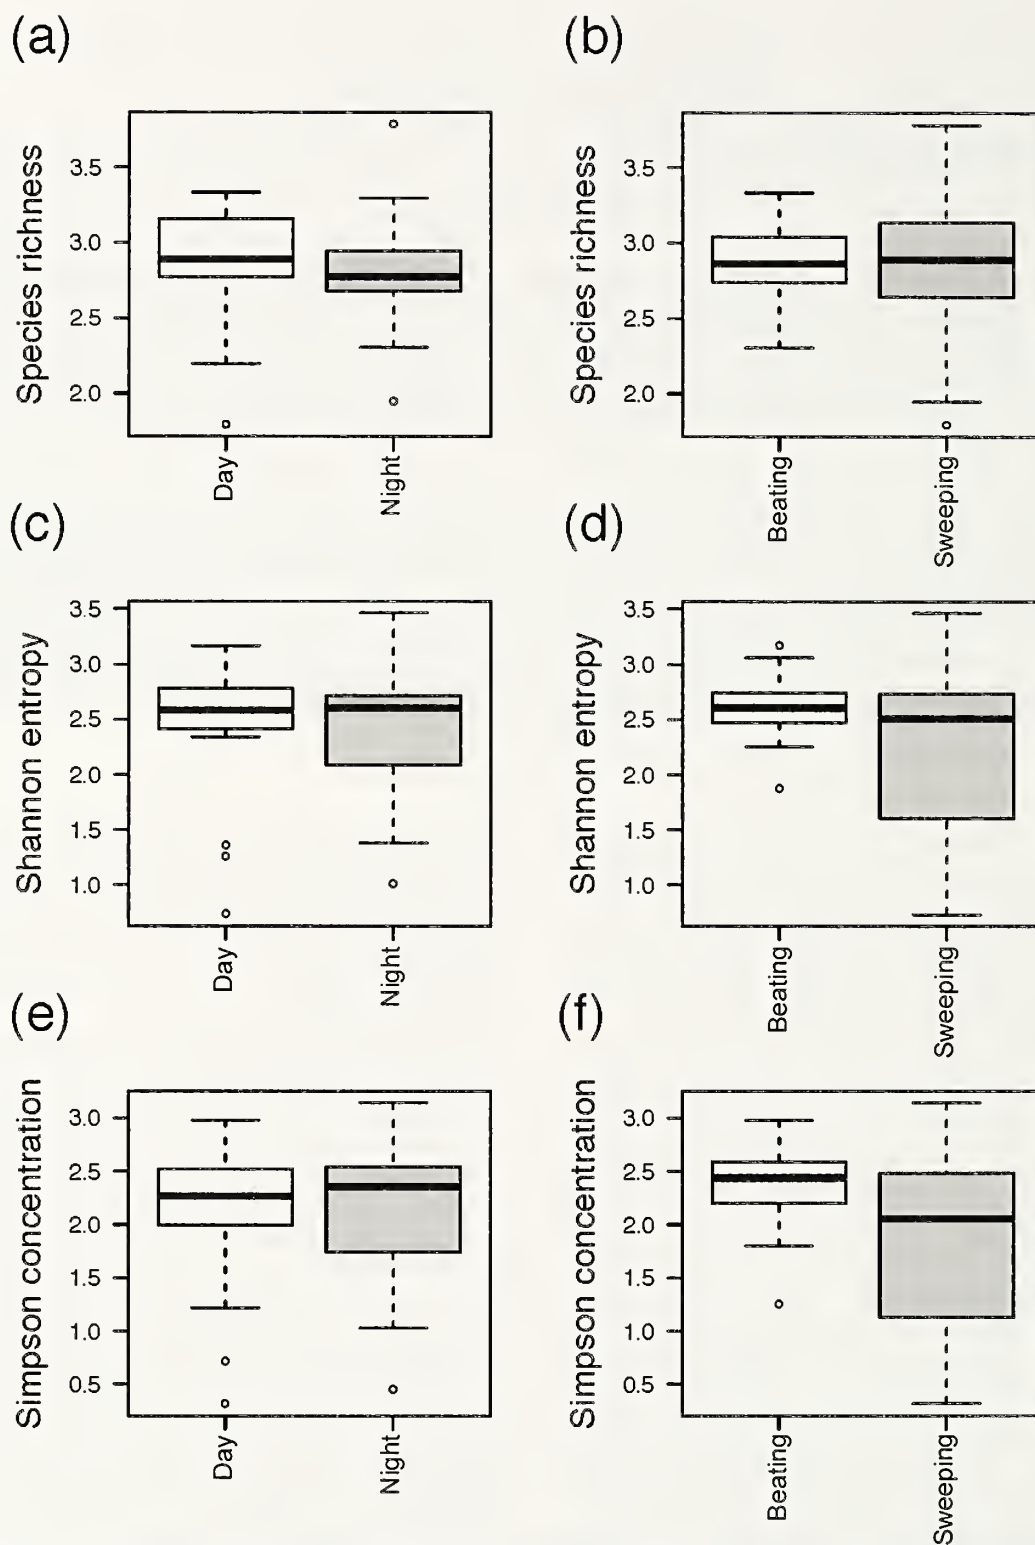 (a)
Species richness
3.5
3.0
2.5
2.0
Day
Night
(b)
Species richness
3.5
3.0
2.5
2.0
Beating
Sweeping
(c)
Shannon entropy
3.5
3.0
2.5
2.0
1.5
1.0
Day
Night
(d)
Shannon entropy
3.5
3.0
2.5
2.0
1.5
1.0
Beating
Sweeping
(e)
Simpson concentration
3.0
2.5
2.0
1.5
1.0
0.5
Day
Night
(f)
Simpson concentration
3.0
2.5
2.0
1.5
1.0
0.5
Beating
Sweeping